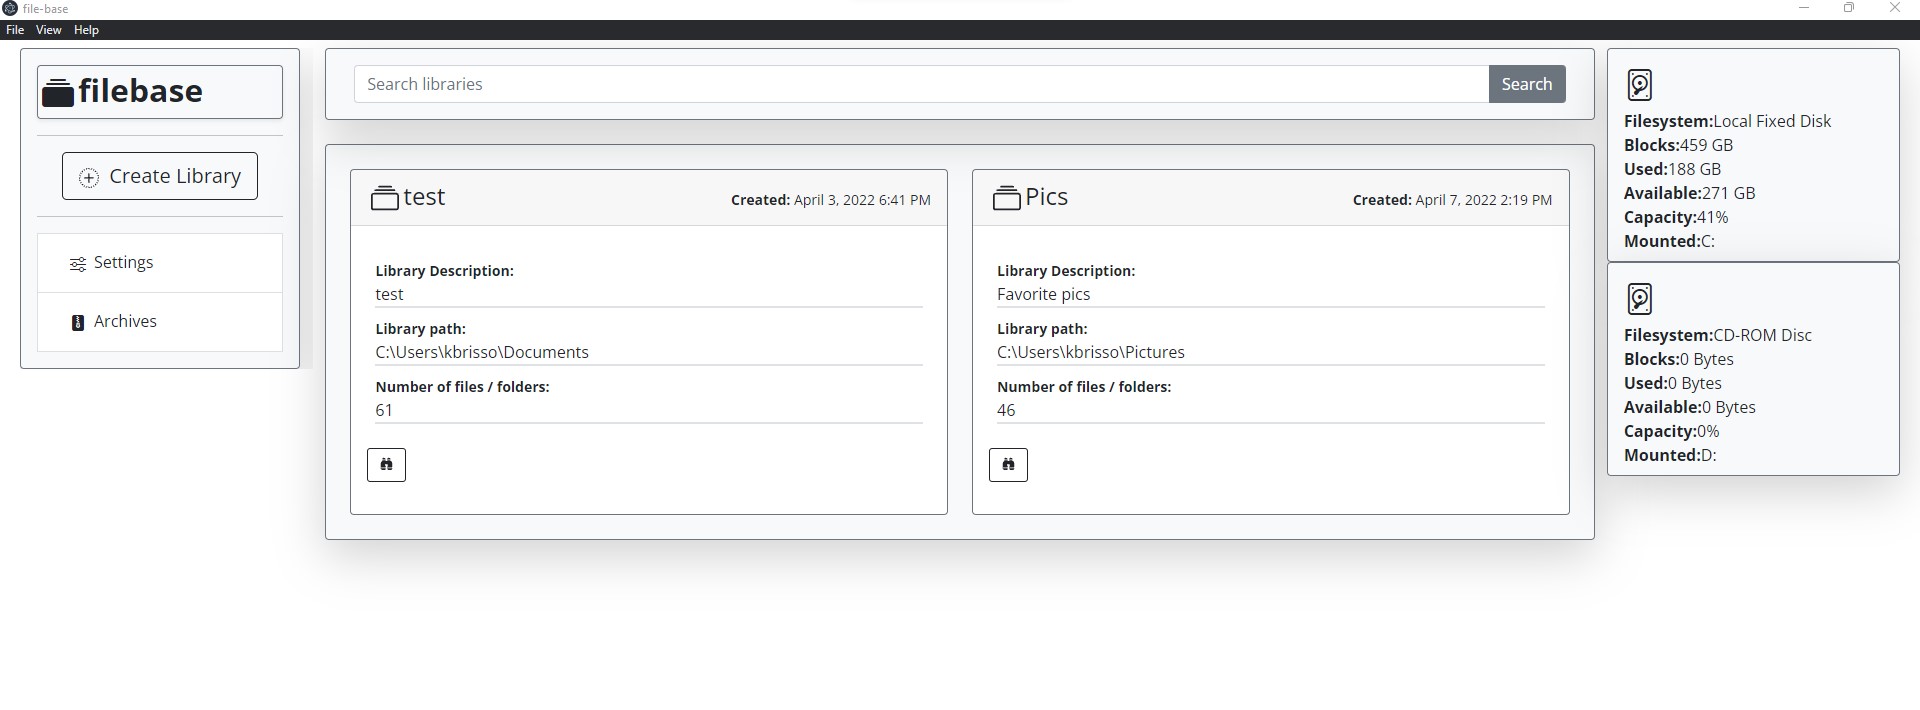 file-base
File View Help
filebase
Create Library
Settings
Archives
Search libraries
Search
test
Created: April 3, 2022 6:41 PM
Library Description:
test
Library path:
C:\Users\kbrisso\Documents
Number of files / folders:
61
Pics
Created: April 7, 2022 2:19 PM
Library Description:
Favorite pics
Library path:
C:\Users\kbrisso\Pictures
Number of files / folders:
46
Filesystem:Local Fixed Disk
Blocks:459 GB
Used:188 GB
Available:271 GB
Capacity:41%
Mounted:C:
Filesystem:CD-ROM Disc
Blocks:0 Bytes
Used:0 Bytes
Available:0 Bytes
Capacity:0%
Mounted:D: